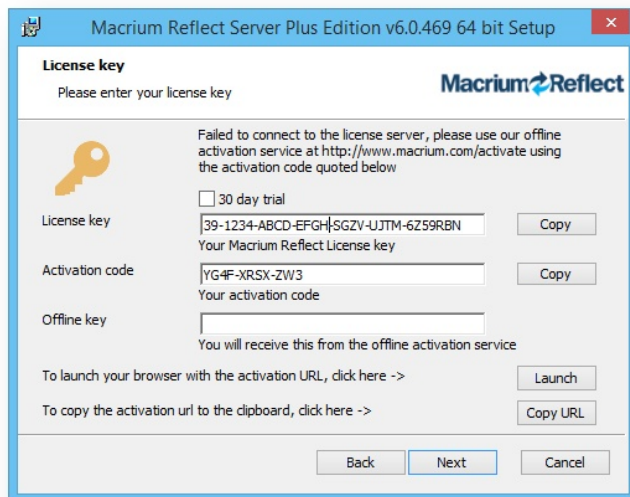 Macrium Reflect Server Plus Edition v6.0.469 64 bit Setup
License key
Please enter your license key
Macrium Reflect
Failed to connect to the license server, please use our offline
activation service at http://www.macrium.com/activate using
the activation code quoted below
30 day trial
License key
39-1234-ABCD-EFGH-SGZV-UJTM-6Z59RBN
Copy
Your Macrium Reflect License key
Activation code
YG4F-XRSX-ZW3
Copy
Your activation code
Offline key
You will receive this from the offline activation service
To launch your browser with the activation URL, click here ->
Launch
To copy the activation url to the clipboard, click here ->
Copy URL
Back
Next
Cancel